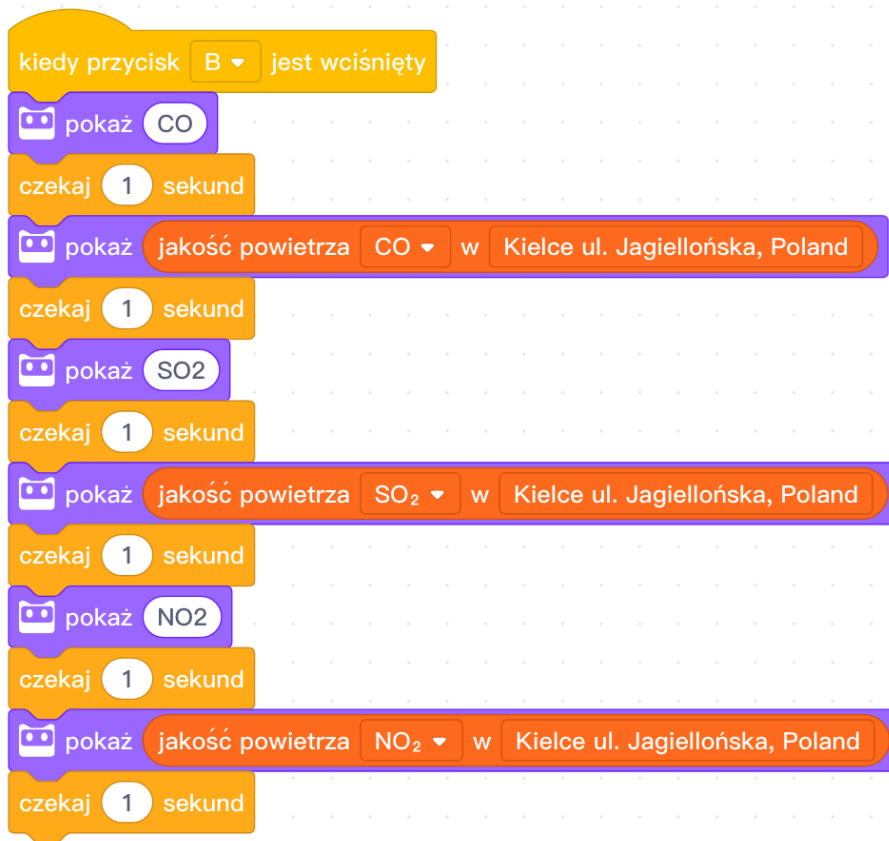 kiedy przycisk B jest wciśnięty
pokaż CO
czekaj 1 sekund
pokaż jakość powietrza CO w Kielce ul. Jagiellońska, Poland
czekaj 1 sekund
pokaż SO2
czekaj 1 sekund
pokaż jakość powietrza SO₂ w Kielce ul. Jagiellońska, Poland
czekaj 1 sekund
pokaż NO2
czekaj 1 sekund
pokaż jakość powietrza NO₂ w Kielce ul. Jagiellońska, Poland
czekaj 1 sekund